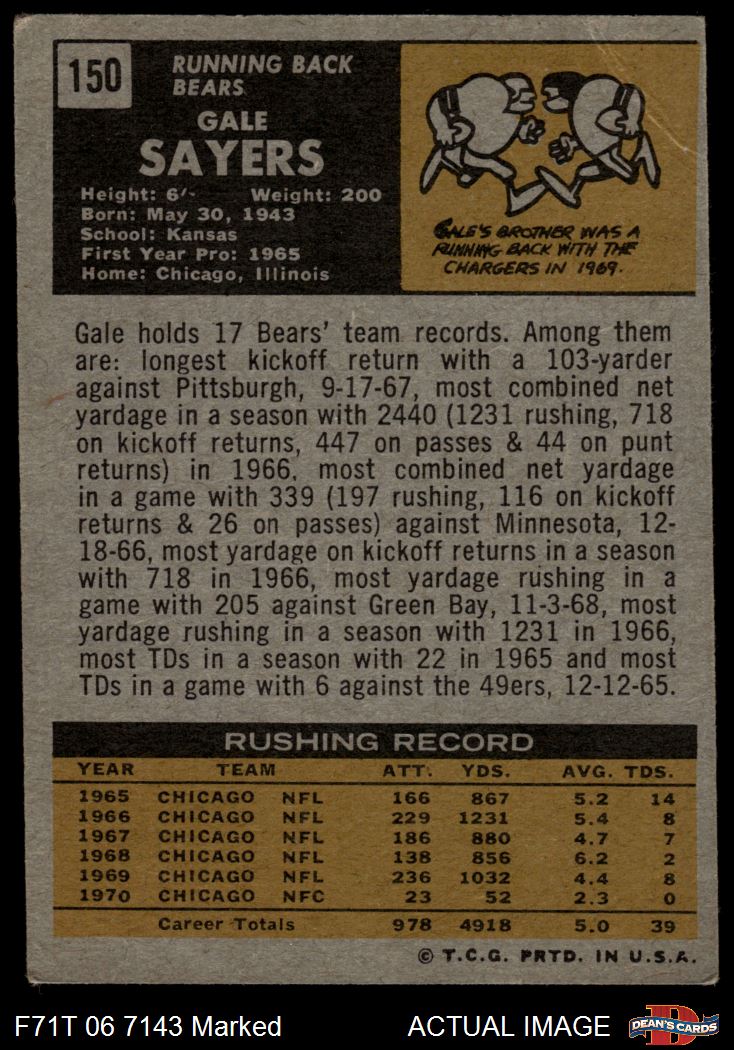 150
RUNNING BACK
BEARS
GALE
SAYERS
Height: 6'- Weight: 200
Born: May 30, 1943
School: Kansas
First Year Pro: 1965
Home: Chicago, Illinois
GALE'S BROTHER WAS A
RUNNING BACK WITH THE
CHARGERS IN 1969.
Gale holds 17 Bears' team records. Among them
are: longest kickoff return with a 103-yarder
against Pittsburgh, 9-17-67, most combined net
yardage in a season with 2440 (1231 rushing, 718
on kickoff returns, 447 on passes & 44 on punt
returns) in 1966, most combined net yardage
in a game with 339 (197 rushing, 116 on kickoff
returns & 26 on passes) against Minnesota, 12-
18-66, most yardage on kickoff returns in a season
with 718 in 1966, most yardage rushing in a
game with 205 against Green Bay, 11-3-68, most
yardage rushing in a season with 1231 in 1966,
most TDs in a season with 22 in 1965 and most
TDs in a game with 6 against the 49ers, 12-12-65.
RUSHING RECORD
YEAR TEAM ATT. YDS. AVG. TDS.
1965 CHICAGO NFL 166 867 5.2 14
1966 CHICAGO NFL 229 1231 5.4 8
1967 CHICAGO NFL 186 880 4.7 7
1968 CHICAGO NFL 138 856 6.2 2
1969 CHICAGO NFL 236 1032 4.4 8
1970 CHICAGO NFC 23 52 2.3 0
Career Totals 978 4918 5.0 39
© T.C.G. PRTD. IN U.S.A.
F71T 06 7143 Marked ACTUAL IMAGE DEAN'S CARDS